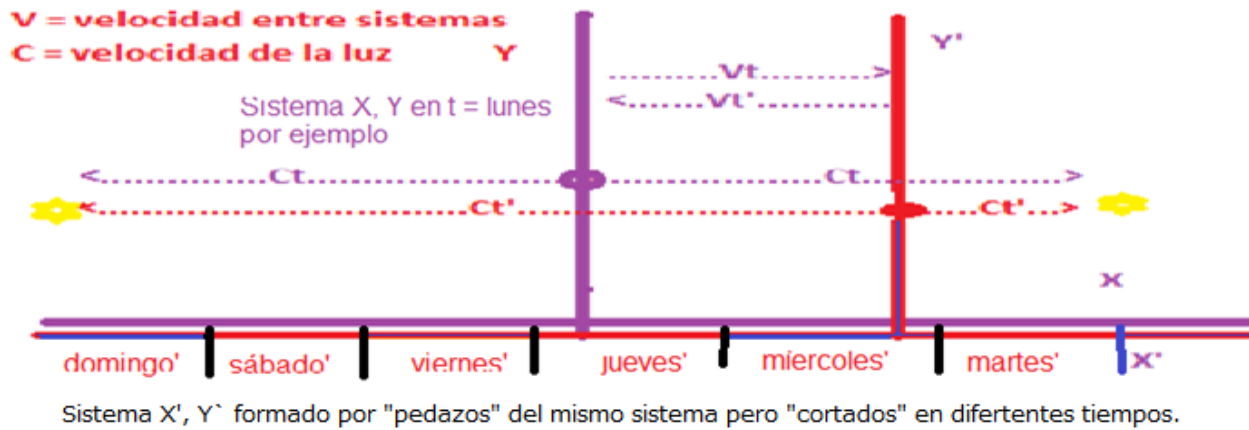 V = velocidad entre sistemas
C = velocidad de la luz Y
Y'
Vt
Sistema X, Y en t = lunes
por ejemplo
Vt'
Ct Ct
Ct' Ct'
X
domingo' sábado' viernes' jueves' miercoles' martes' X'
Sistema X', Y` formado por "pedazos" del mismo sistema pero "cortados" en difertentes tiempos.